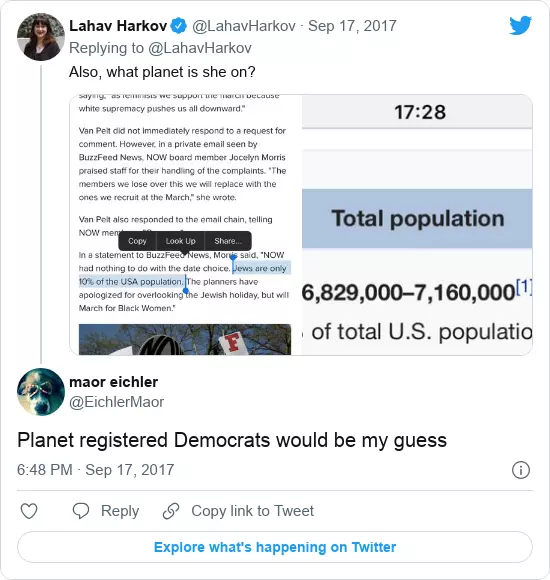 Lahav Harkov @LahavHarkov · Sep 17, 2017
Replying to @LahavHarkov
Also, what planet is she on?
saying, "as feminists we support the march because
white supremacy pushes us all downward."
Van Pelt did not immediately respond to a request for
comment. However, in a private email seen by
BuzzFeed News, NOW board member Jocelyn Morris
praised staff for their handling of the complaints. "The
members we lose over this we will replace with the
ones we recruit at the March," she wrote.
Van Pelt also responded to the email chain, telling
NOW
Copy Look Up Share...
In a statement to BuzzFeed News, Morris said, "NOW
had nothing to do with the date choice. Jews are only
10% of the USA population. The planners have
apologized for overlooking the Jewish holiday, but will
March for Black Women."
F
17:28
Total population
6,829,000–7,160,000[1]
of total U.S. populatio
maor eichler
@EichlerMaor
Planet registered Democrats would be my guess
6:48 PM · Sep 17, 2017
Reply
Copy link to Tweet
Explore what's happening on Twitter